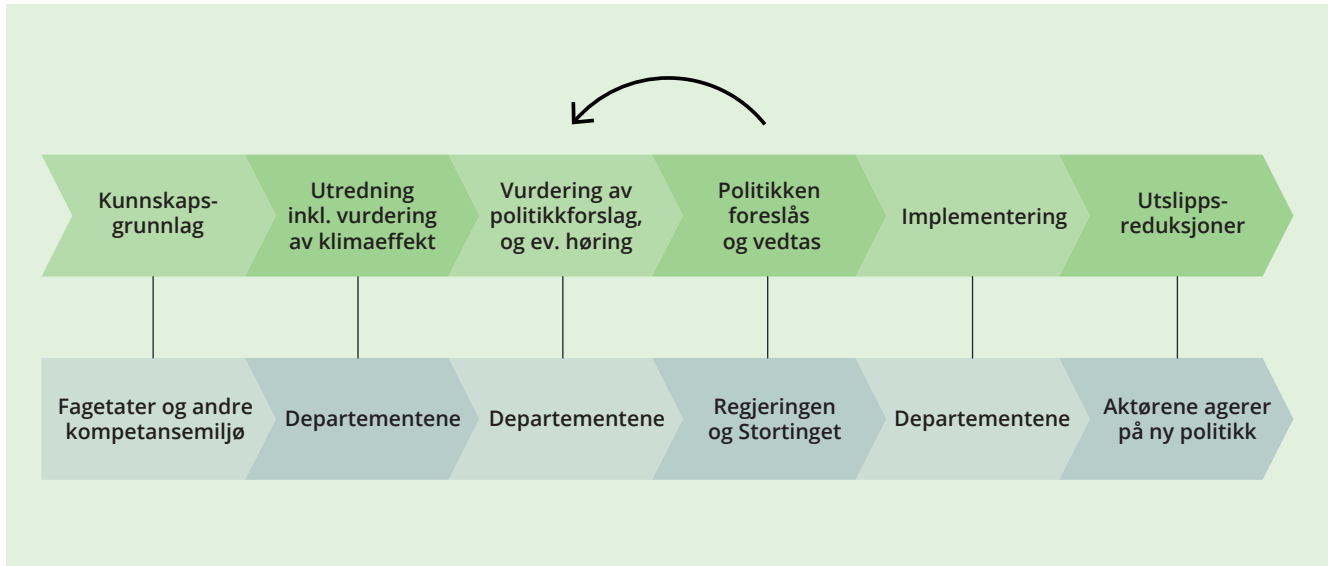 Kunnskaps-
grunnlag
Utredning
inkl. vurdering
av klimaeffekt
Vurdering av
politikkforslag,
og ev. høring
Politikken
foreslås
og vedtas
Implementering
Utslipps-
reduksjoner
Fagetater og andre
kompetansemiljø
Departementene
Departementene
Regjeringen
og Stortinget
Departementene
Aktørene agerer
på ny politikk